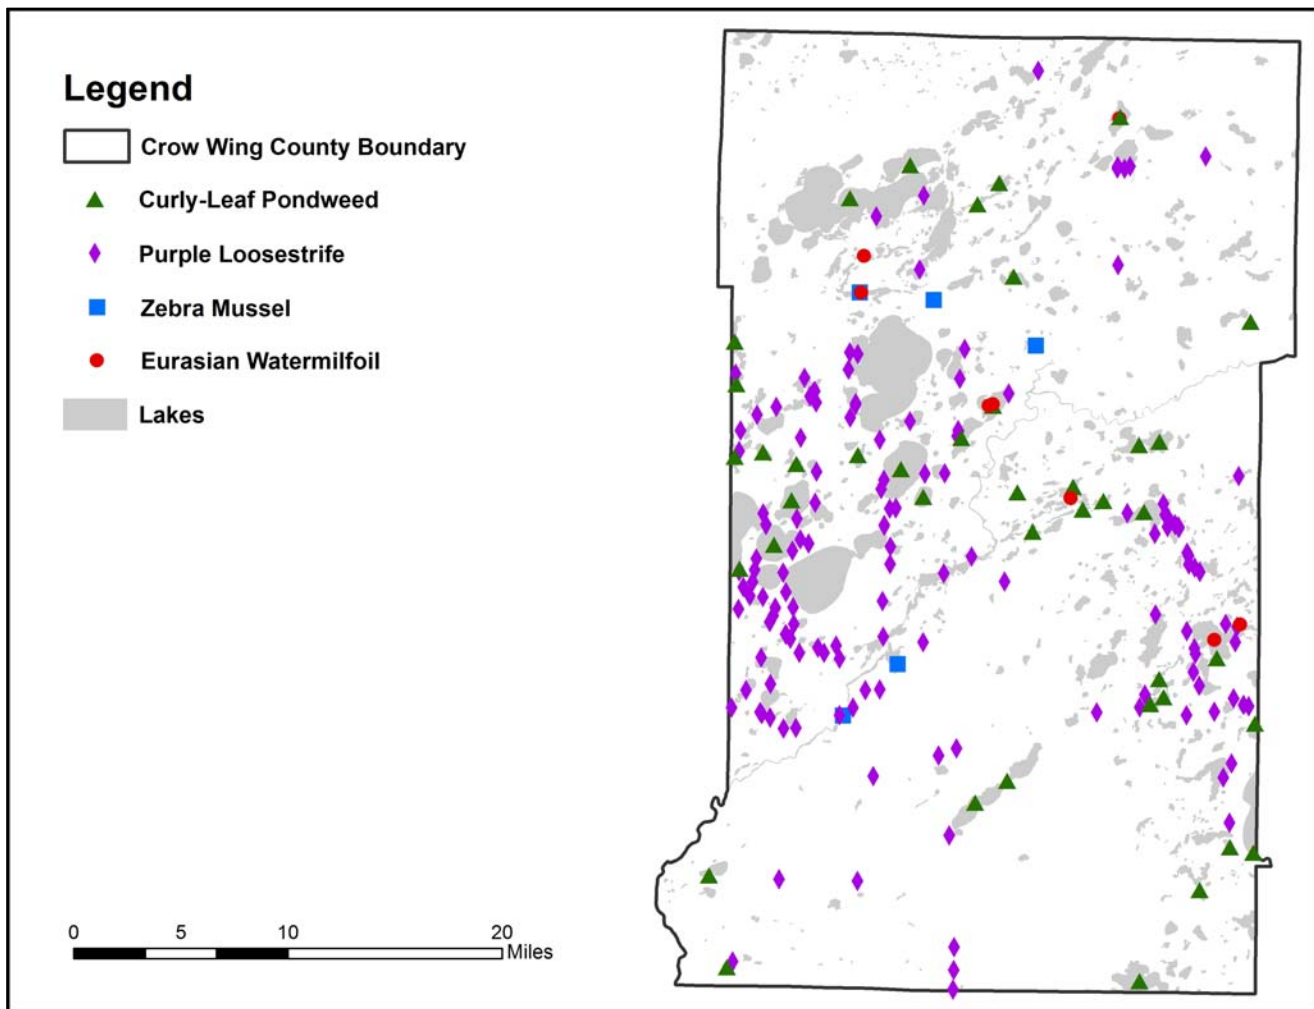 Legend
Crow Wing County Boundary
Curly-Leaf Pondweed
Purple Loosestrife
Zebra Mussel
Eurasian Watermilfoil
Lakes
0 5 10 20
Miles